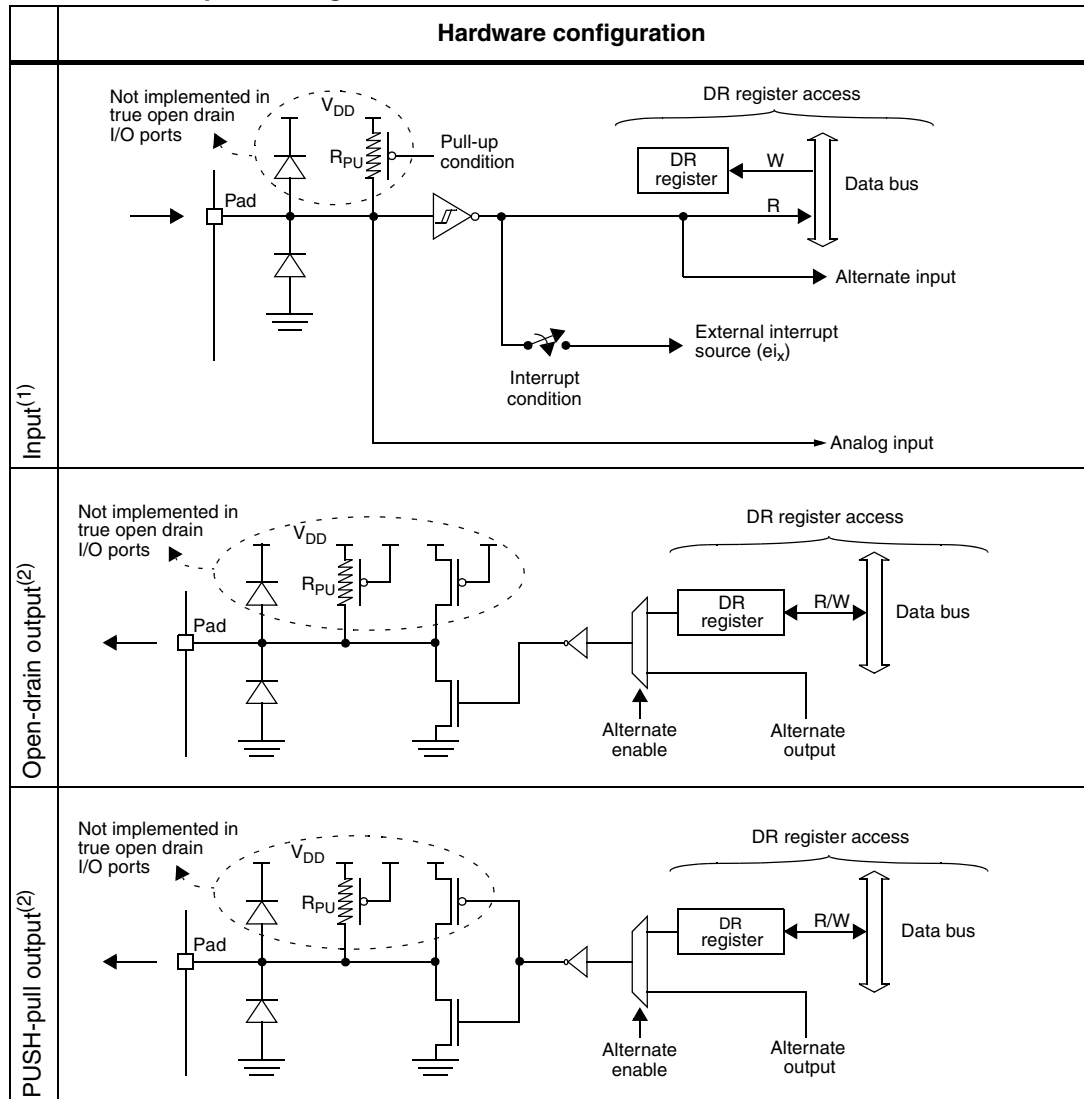 Hardware configuration
Input(1)
Not implemented in
true open drain
I/O ports
VDD
RPU
Pull-up
condition
Pad
DR register access
DR
register
W
R
Data bus
Alternate input
External interrupt
source (eix)
Interrupt
condition
Analog input
Open-drain output(2)
Not implemented in
true open drain
I/O ports
VDD
RPU
Pad
DR register access
DR
register
R/W
Data bus
Alternate
enable
Alternate
output
PUSH-pull output(2)
Not implemented in
true open drain
I/O ports
VDD
RPU
Pad
DR register access
DR
register
R/W
Data bus
Alternate
enable
Alternate
output